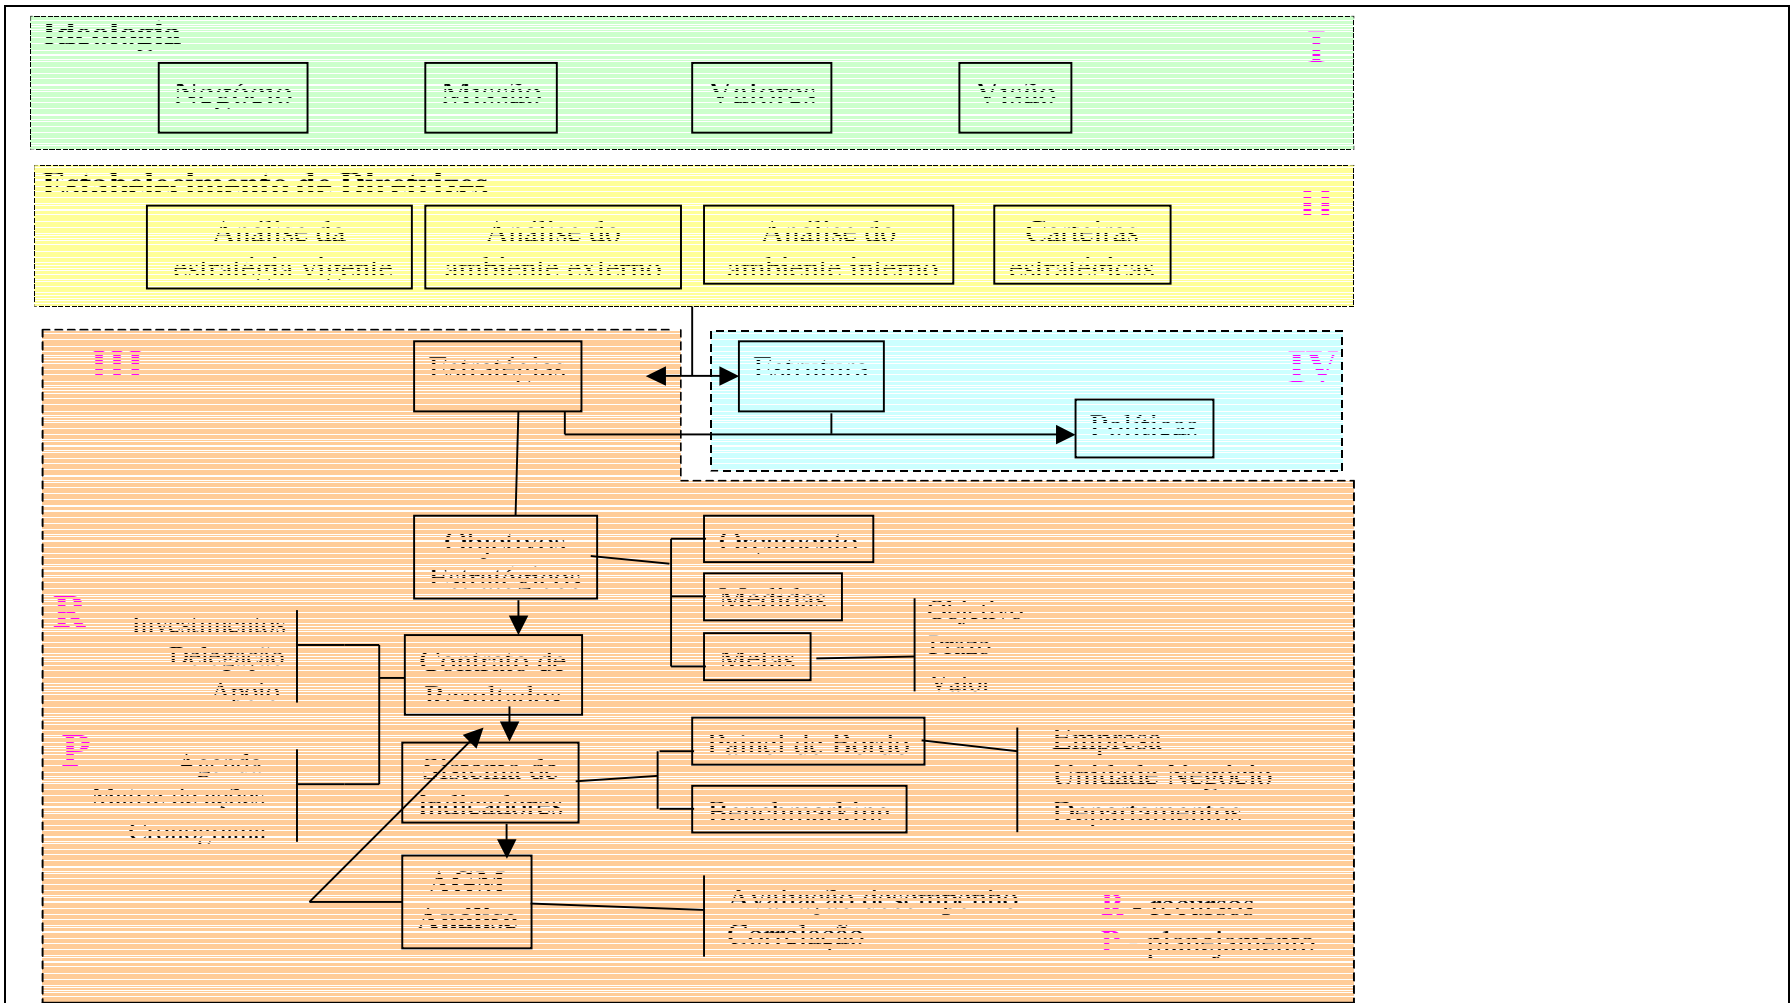 Ideologia
I
Negócio
Missão
Valores
Visão
Estabelecimento de Diretrizes
II
Análise da
estratégia vigente
Análise do
ambiente externo
Análise do
ambiente interno
Carteiras
estratégicas
III
Estratégias
Estrutura
IV
Políticas
Objetivos
Estratégicos
Orçamento
Medidas
Metas
Objetivo
Prazo
Valor
R
Investimentos
Delegação
Apoio
Contrato de
Resultados
P
Agenda
Cronograma
Sistema de
Indicadores
Painel de Bordo
Benchmarking
Empresa
Unidade Negócio
Departamentos
AGM
Análise
Avaliação desempenho
Correlação
R - recursos
P - planejamento